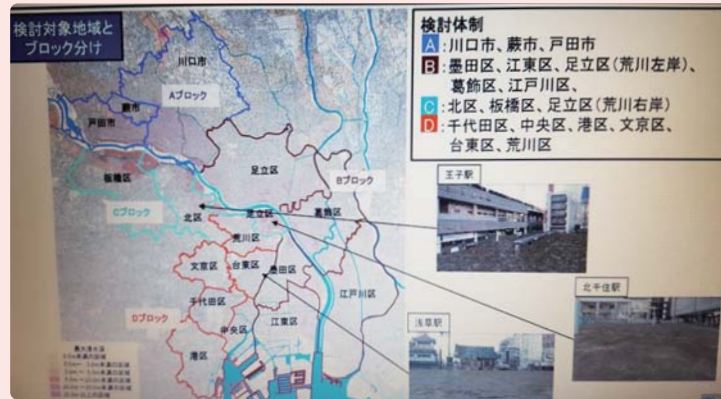 検討対象地域と
ブロック分け
検討体制
A:川口市、蕨市、戸田市
B:墨田区、江東区、足立区(荒川左岸)、
葛飾区、江戸川区、
C:北区、板橋区、足立区(荒川右岸)
D:千代田区、中央区、港区、文京区、
台東区、荒川区
川口市
Aブロック
蕨市
戸田市
足立区
板橋区
Bブロック
Cブロック
北区
足立区
葛飾区
荒川区
文京区
台東区
墨田区
江戸川区
千代田区
Dブロック
中央区
江東区
港区
王子駅
北千住駅
浅草駅